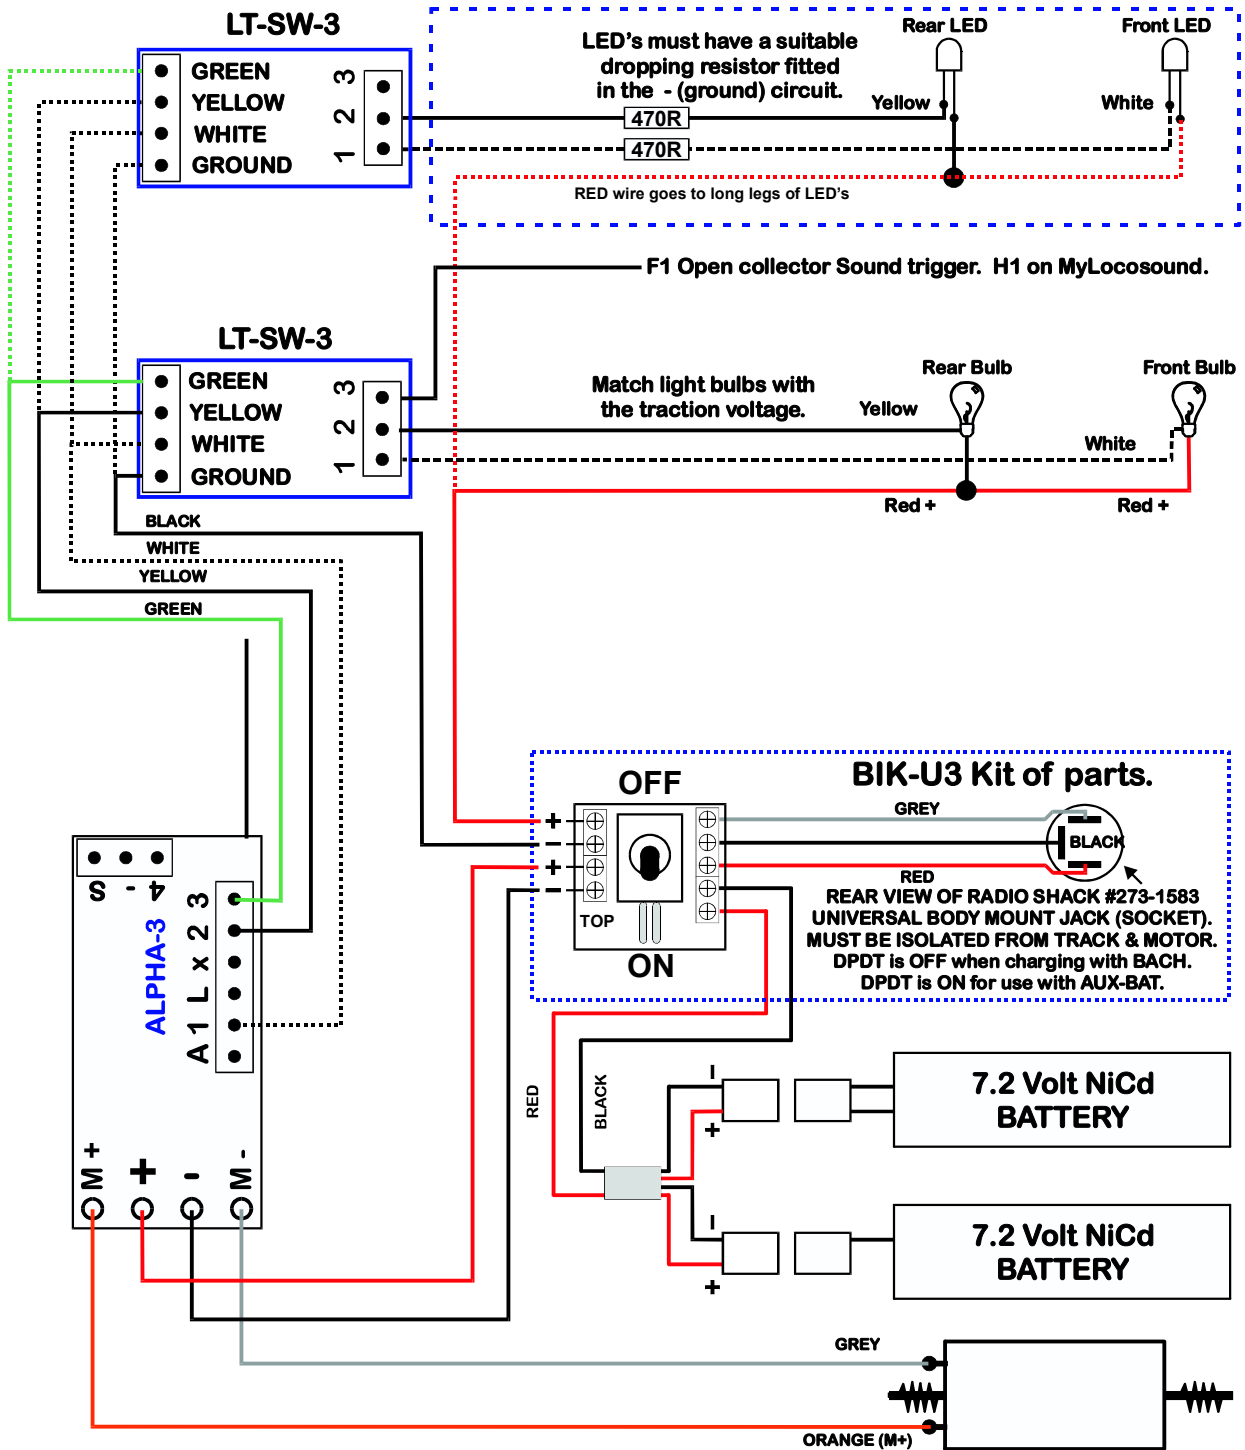 LT-SW-3
GREEN
YELLOW
WHITE
GROUND
3
2
1
LED's must have a suitable
dropping resistor fitted
in the - (ground) circuit.
470R
470R
Rear LED
Front LED
Yellow
White
RED wire goes to long legs of LED's
F1 Open collector Sound trigger. H1 on MyLocosound.
LT-SW-3
GREEN
YELLOW
WHITE
GROUND
3
2
1
Match light bulbs with
the traction voltage.
Rear Bulb
Front Bulb
Yellow
White
Red +
Red +
BLACK
WHITE
YELLOW
GREEN
BIK-U3 Kit of parts.
OFF
+
-
+
-
TOP
ON
GREY
BLACK
RED
REAR VIEW OF RADIO SHACK #273-1583
UNIVERSAL BODY MOUNT JACK (SOCKET).
MUST BE ISOLATED FROM TRACK & MOTOR.
DPDT is OFF when charging with BACH.
DPDT is ON for use with AUX-BAT.
S - 4
ALPHA-3
A 1 L x 2 3
M +
+
-
M -
RED
BLACK
-
+
7.2 Volt NiCd
BATTERY
-
+
7.2 Volt NiCd
BATTERY
GREY
ORANGE (M+)